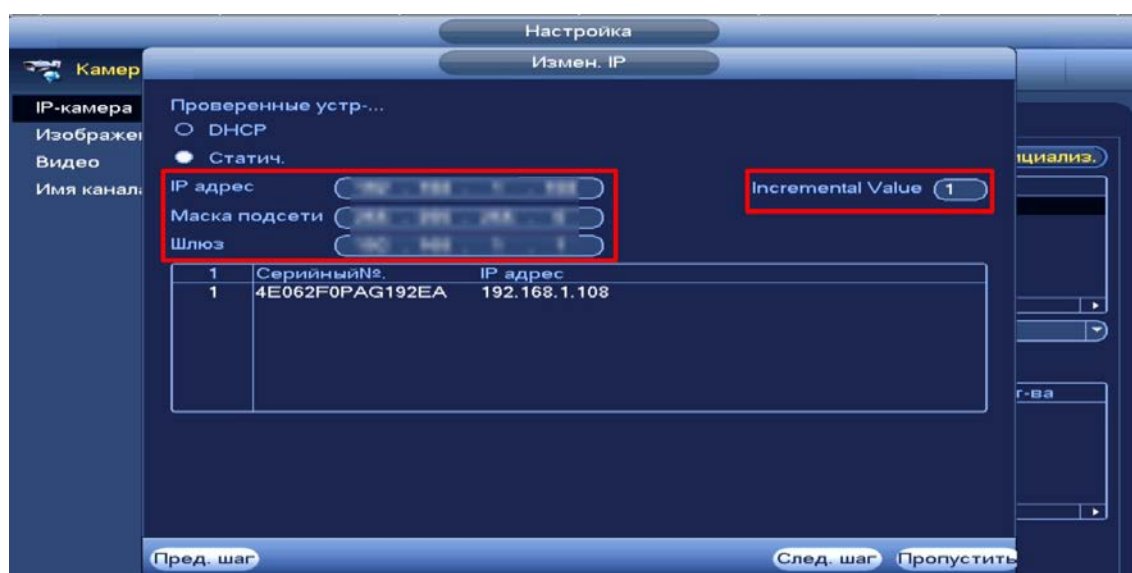 Настройка
Измен. IP
Камер
IP-камера
Изображе
Видео
Имя канал
Проверенные устр-...
DHCP
Статич.
IP адрес
Incremental Value 1
Маска подсети
Шлюз
1 Серийный№. IP адрес
1 4E062F0PAG192EA 192.168.1.108
циализ.
т-ва
Пред. шаг След. шаг Пропустить